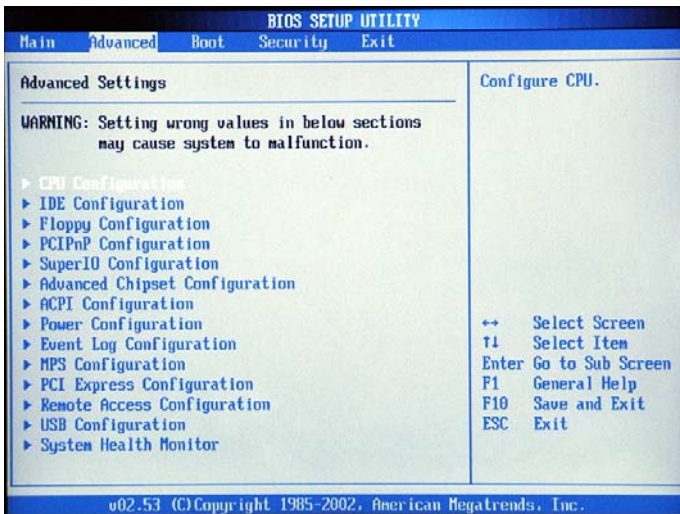 BIOS SETUP UTILITY
Main Advanced Boot Security Exit
Advanced Settings
WARNING: Setting wrong values in below sections
may cause system to malfunction.
▶ CPU Configuration
▶ IDE Configuration
▶ Floppy Configuration
▶ PCIPnP Configuration
▶ SuperIO Configuration
▶ Advanced Chipset Configuration
▶ ACPI Configuration
▶ Power Configuration
▶ Event Log Configuration
▶ MPS Configuration
▶ PCI Express Configuration
▶ Remote Access Configuration
▶ USB Configuration
▶ System Health Monitor
Configure CPU.
↔ Select Screen
↑↓ Select Item
Enter Go to Sub Screen
F1 General Help
F10 Save and Exit
ESC Exit
v02.53 (C)Copyright 1985-2002, American Megatrends, Inc.